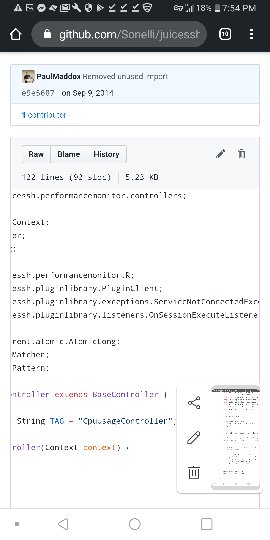 18% 7:54 PM
github.com/Sonelli/juicessh
10
PaulMaddox Removed unused import
on Sep 9, 2014
1 contributor
Raw Blame History
122 lines (92 sloc) 5.23 KB
cessh.performancemonitor.controllers;
Context;
er;
;
essh.performancemonitor.R;
essh.pluginlibrary.PluginClient;
essh.pluginlibrary.exceptions.ServiceNotConnectedExce
essh.pluginlibrary.listeners.OnSessionExecuteListene
rent.atomic.AtomicLong;
Matcher;
Pattern;
ontroller extends BaseController {
String TAG = "CpuUsageController";
roller(Context context) {